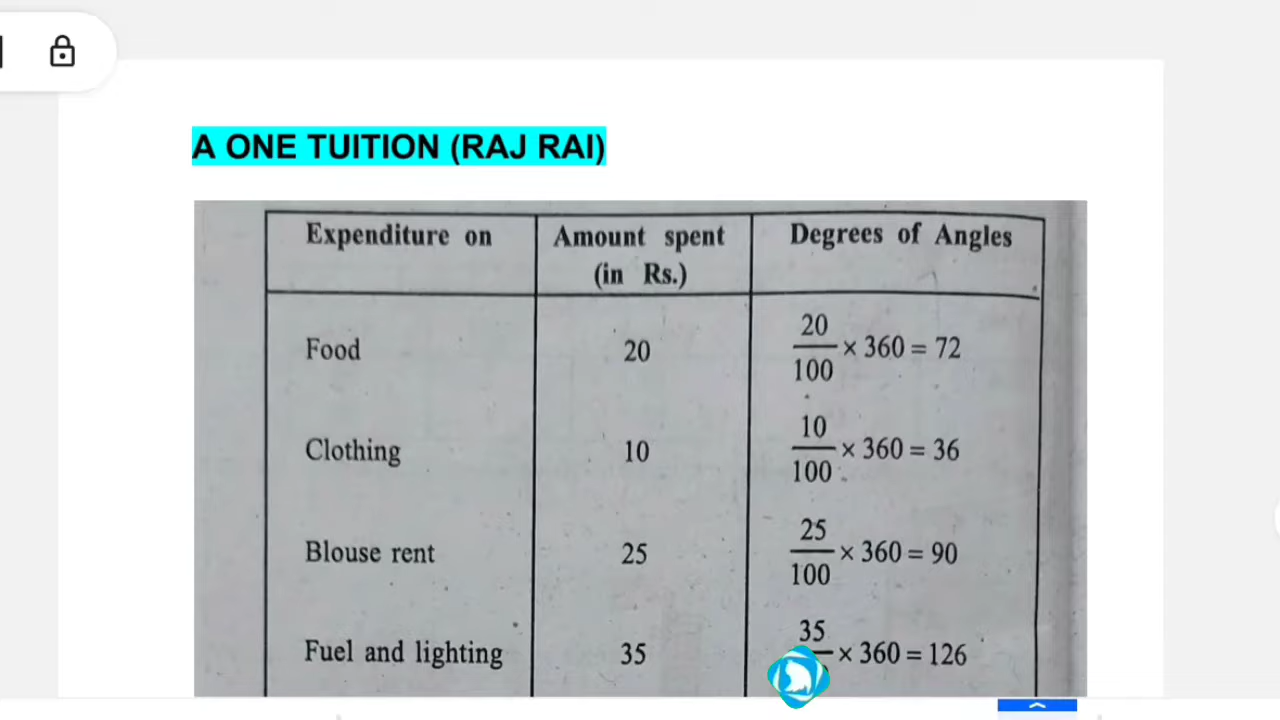 A ONE TUITION (RAJ RAI)
Expenditure on Amount spent (in Rs.) Degrees of Angles
Food 20 20/100 × 360 = 72
Clothing 10 10/100 × 360 = 36
Blouse rent 25 25/100 × 360 = 90
Fuel and lighting 35 35 × 360 = 126